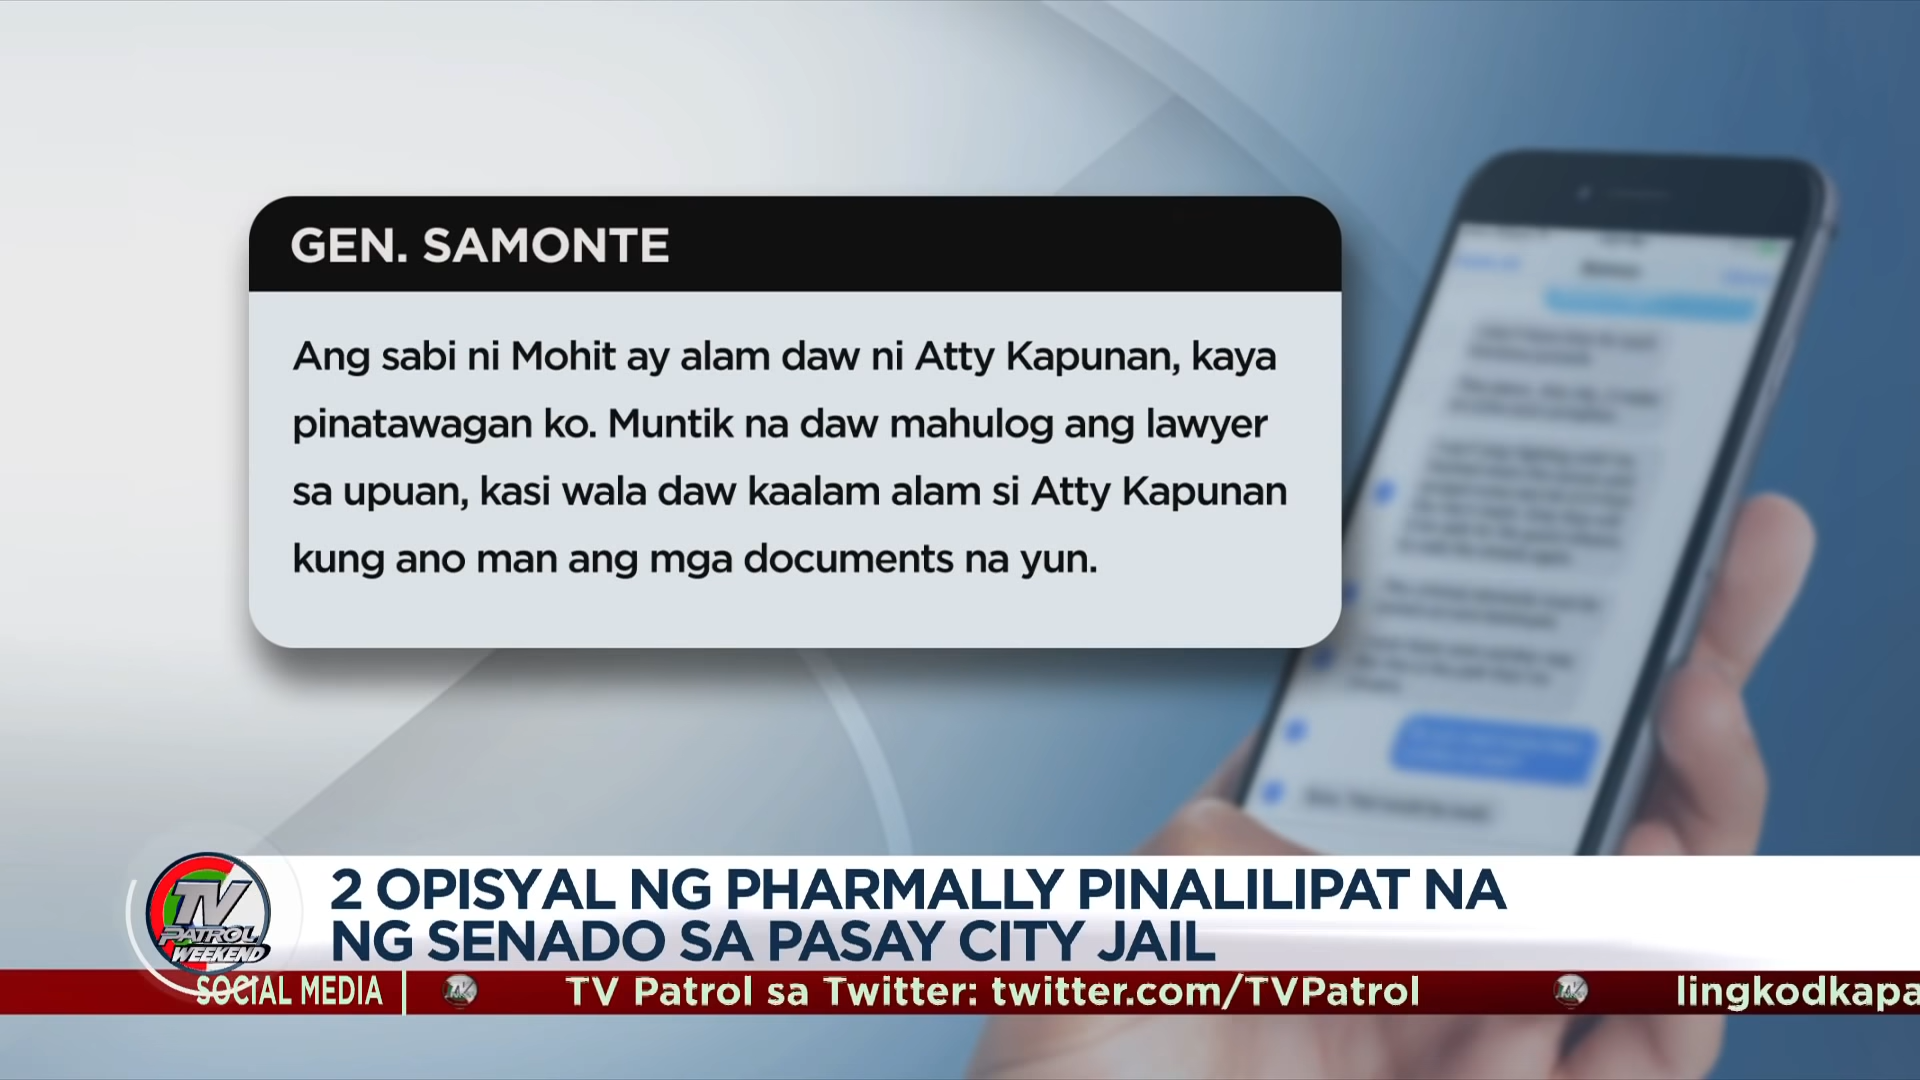 GEN. SAMONTE
Ang sabi ni Mohit ay alam daw ni Atty Kapunan, kaya
pinatawagan ko. Muntik na daw mahulog ang lawyer
sa upuan, kasi wala daw kaalam alam si Atty Kapunan
kung ano man ang mga documents na yun.
2 OPISYAL NG PHARMALLY PINALILIPAT NA
NG SENADO SA PASAY CITY JAIL
TV
PATROL
WEEKEND
SOCIAL MEDIA
TV Patrol sa Twitter: twitter.com/TVPatrol
lingkodkapa